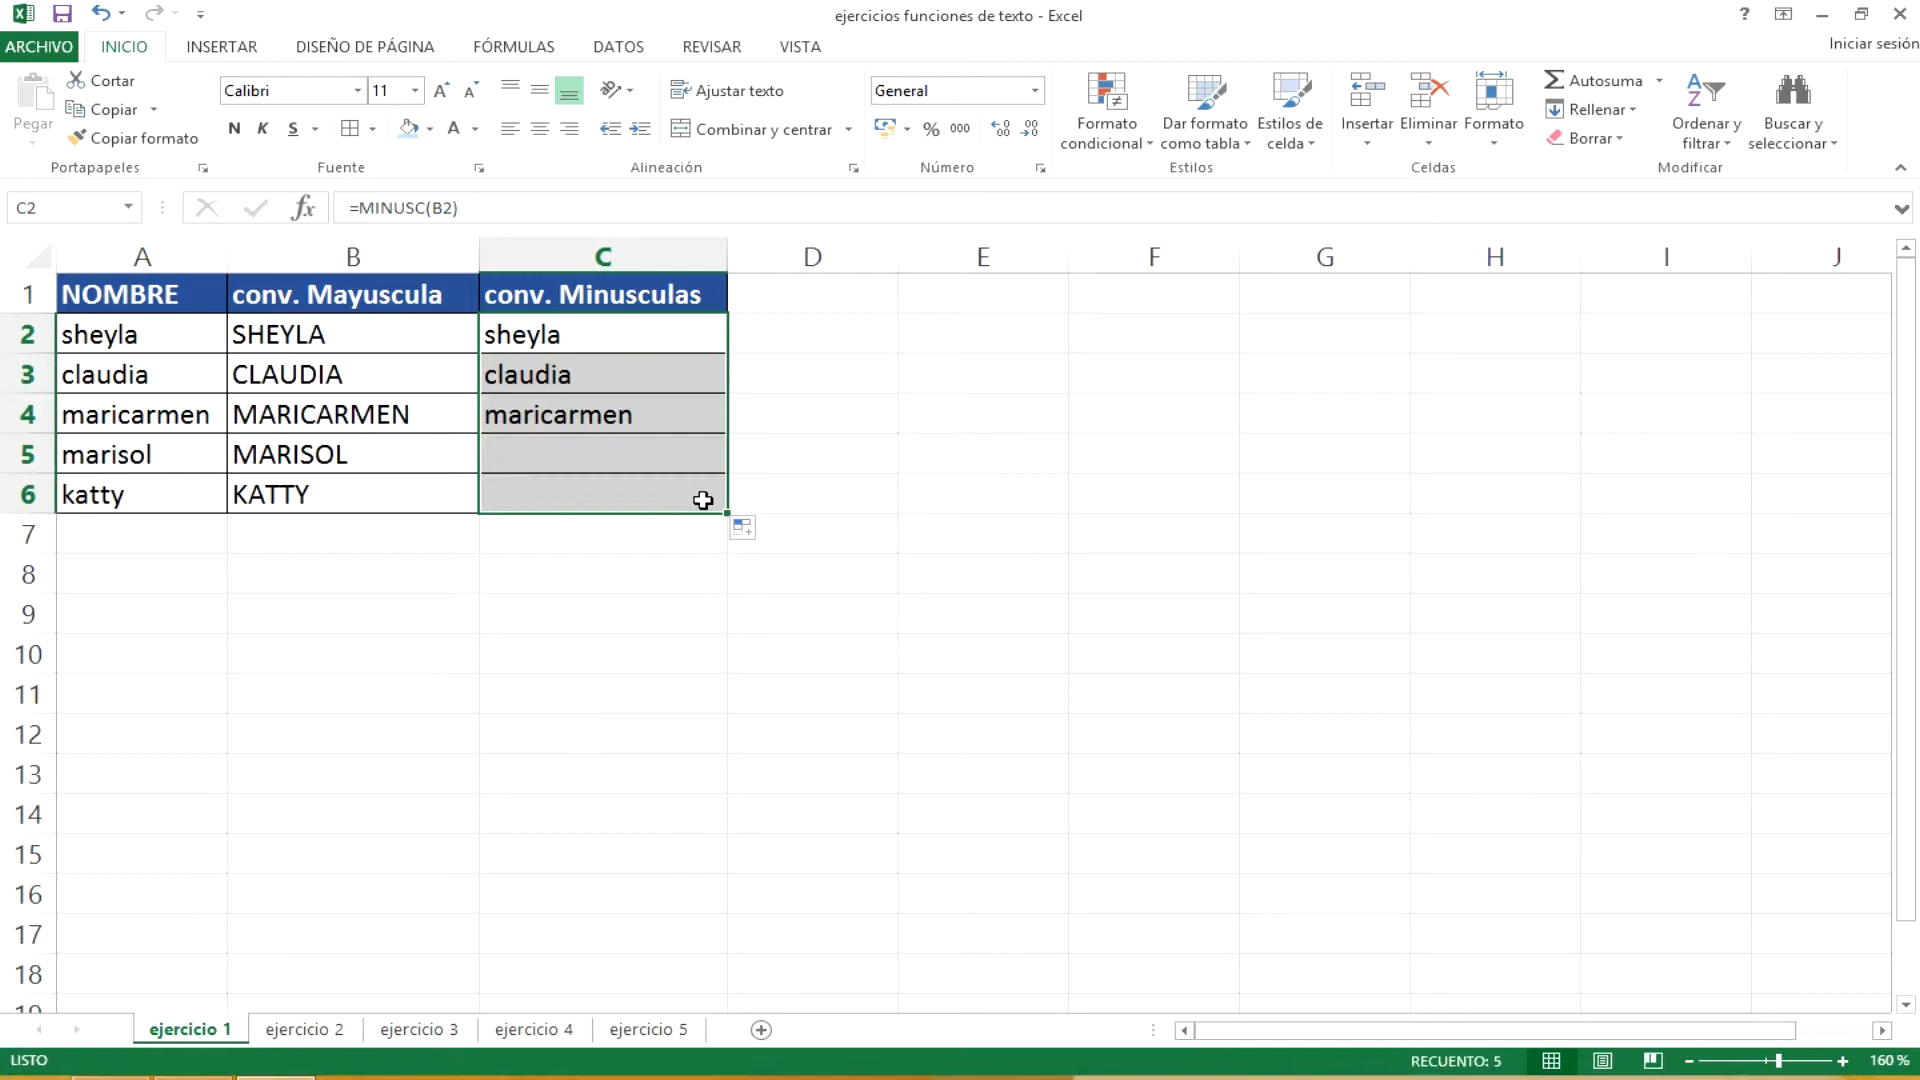 ejercicios funciones de texto - Excel
?
ARCHIVO INICIO INSERTAR DISEÑO DE PÁGINA FÓRMULAS DATOS REVISAR VISTA Iniciar sesión
Pegar
Cortar
Copiar
Copiar formato
Portapapeles
Calibri 11
N K S
Fuente
Ajustar texto
Combinar y centrar
Alineación
General
% 000
Número
Formato condicional
Dar formato como tabla
Estilos de celda
Estilos
Insertar Eliminar Formato
Celdas
Autosuma
Rellenar
Borrar
Ordenar y filtrar
Buscar y seleccionar
Modificar
C2 fx =MINUSC(B2)
A B C D E F G H I J
1 NOMBRE conv. Mayuscula conv. Minusculas
2 sheyla SHEYLA sheyla
3 claudia CLAUDIA claudia
4 maricarmen MARICARMEN maricarmen
5 marisol MARISOL
6 katty KATTY
7
8
9
10
11
12
13
14
15
16
17
18
19
ejercicio 1 ejercicio 2 ejercicio 3 ejercicio 4 ejercicio 5
LISTO RECUENTO: 5 160 %